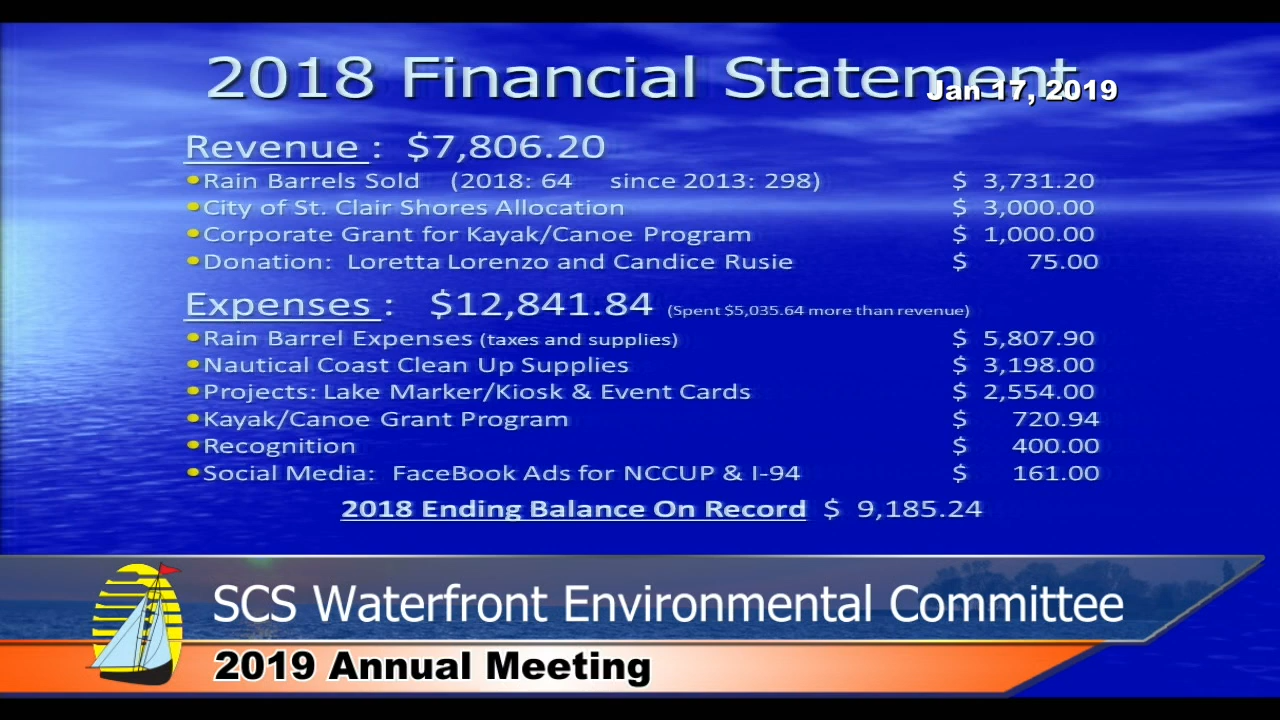 2018 Financial Statement
Jan 17, 2019
Revenue : $7,806.20
Rain Barrels Sold (2018: 64 since 2013: 298) $ 3,731.20
City of St. Clair Shores Allocation $ 3,000.00
Corporate Grant for Kayak/Canoe Program $ 1,000.00
Donation: Loretta Lorenzo and Candice Rusie $ 75.00
Expenses : $12,841.84 (Spent $5,035.64 more than revenue)
Rain Barrel Expenses (taxes and supplies) $ 5,807.90
Nautical Coast Clean Up Supplies $ 3,198.00
Projects: Lake Marker/Kiosk & Event Cards $ 2,554.00
Kayak/Canoe Grant Program $ 720.94
Recognition $ 400.00
Social Media: FaceBook Ads for NCCUP & I-94 $ 161.00
2018 Ending Balance On Record $ 9,185.24
SCS Waterfront Environmental Committee
2019 Annual Meeting